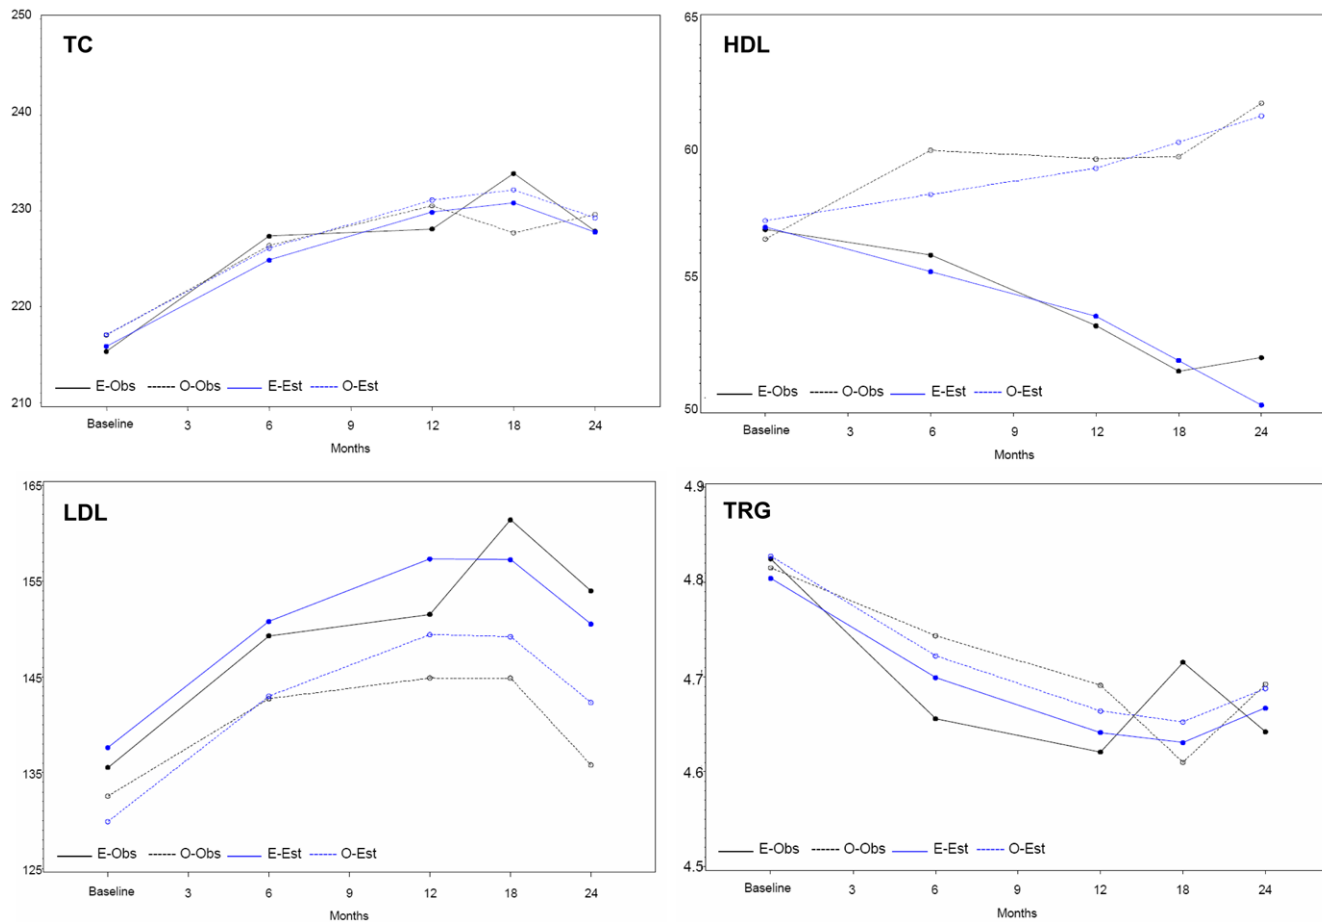 TC
250
240
230
220
210
E-Obs O-Obs E-Est O-Est
Baseline 3 6 9 12 18 24
Months
HDL
65
60
55
50
E-Obs O-Obs E-Est O-Est
Baseline 3 6 9 12 18 24
Months
LDL
165
155
145
135
125
E-Obs O-Obs E-Est O-Est
Baseline 3 6 9 12 18 24
Months
TRG
4.9
4.8
4.7
4.6
4.5
E-Obs O-Obs E-Est O-Est
Baseline 3 6 9 12 18 24
Months